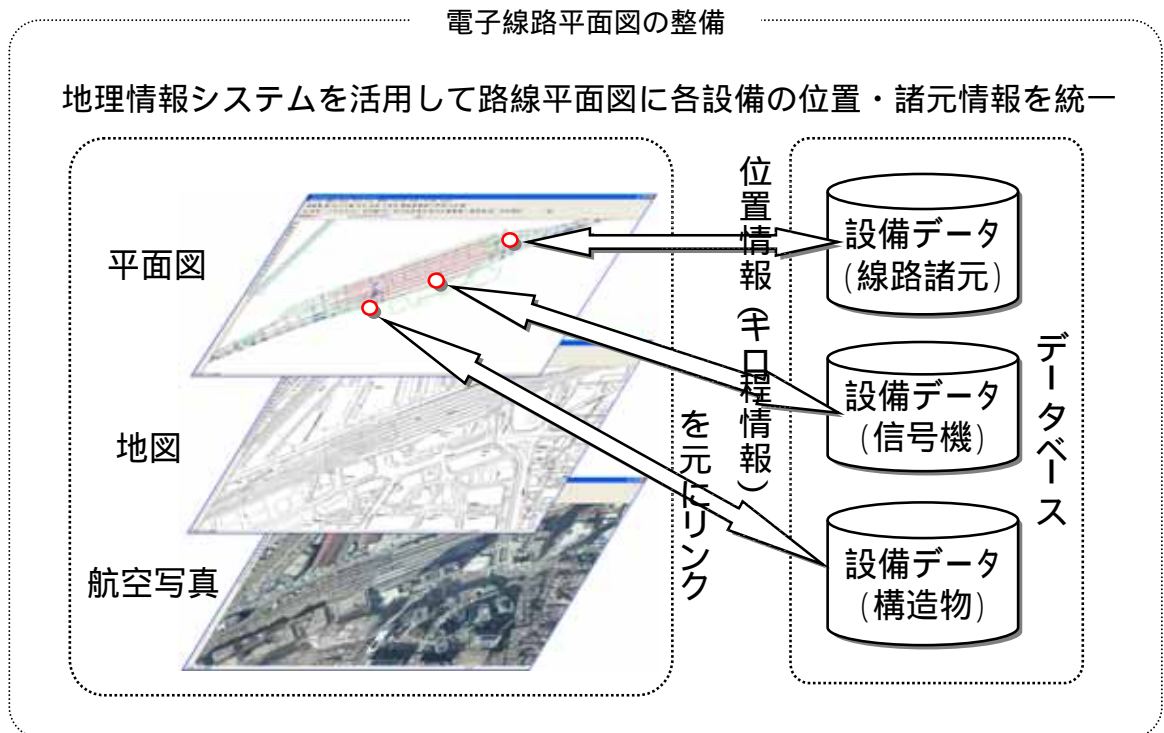 電子線路平面図の整備
地理情報システムを活用して路線平面図に各設備の位置・諸元情報を統一
平面図
地図
航空写真
位置情報(キロ程情報)
を元にリンク
設備データ
(線路諸元)
設備データ
(信号機)
設備データ
(構造物)
データベース